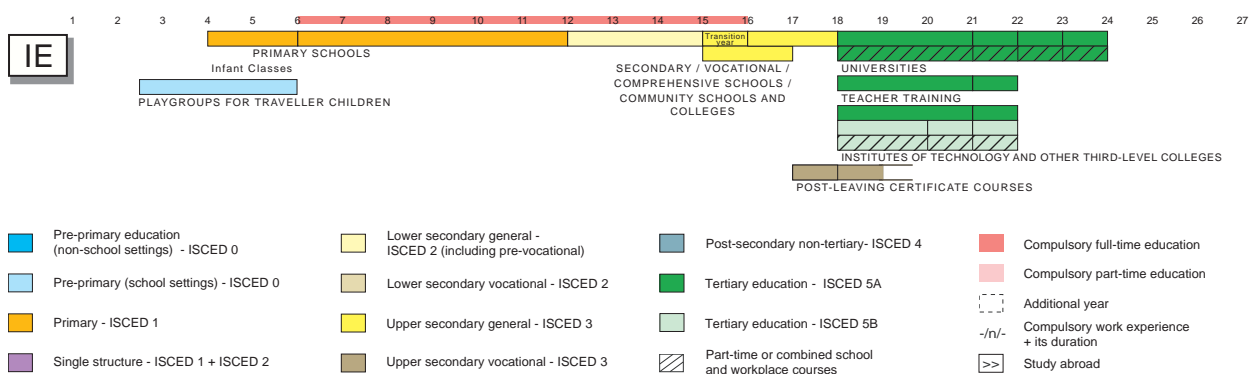 1 2 3 4 5 6 7 8 9 10 11 12 13 14 15 16 17 18 19 20 21 22 23 24 25 26 27
IE
Transition
year
PRIMARY SCHOOLS
Infant Classes
PLAYGROUPS FOR TRAVELLER CHILDREN
SECONDARY / VOCATIONAL /
COMPREHENSIVE SCHOOLS /
COMMUNITY SCHOOLS AND
COLLEGES
UNIVERSITIES
TEACHER TRAINING
INSTITUTES OF TECHNOLOGY AND OTHER THIRD-LEVEL COLLEGES
POST-LEAVING CERTIFICATE COURSES
Pre-primary education
(non-school settings) - ISCED 0
Pre-primary (school settings) - ISCED 0
Primary - ISCED 1
Single structure - ISCED 1 + ISCED 2
Lower secondary general -
ISCED 2 (including pre-vocational)
Lower secondary vocational - ISCED 2
Upper secondary general - ISCED 3
Upper secondary vocational - ISCED 3
Post-secondary non-tertiary- ISCED 4
Tertiary education - ISCED 5A
Tertiary education - ISCED 5B
Part-time or combined school
and workplace courses
Compulsory full-time education
Compulsory part-time education
Additional year
-/n/- Compulsory work experience
+ its duration
>> Study abroad